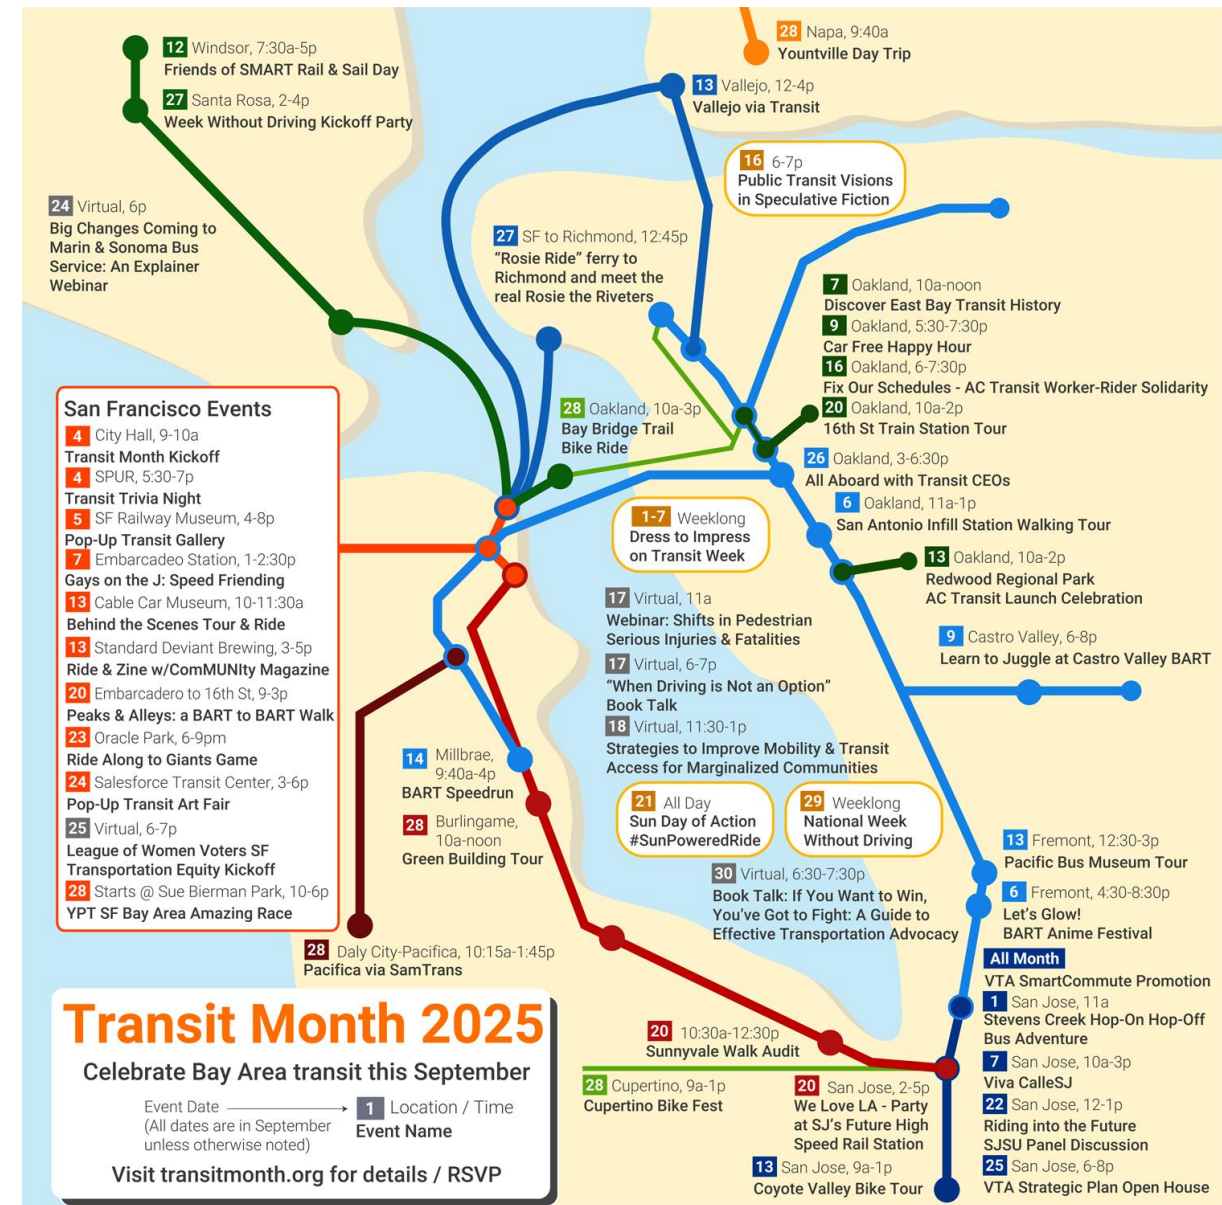 12 Windsor, 7:30a-5p
Friends of SMART Rail & Sail Day
27 Santa Rosa, 2-4p
Week Without Driving Kickoff Party
28 Napa, 9:40a
Yountville Day Trip
13 Vallejo, 12-4p
Vallejo via Transit
16 6-7p
Public Transit Visions
in Speculative Fiction
24 Virtual, 6p
Big Changes Coming to
Marin & Sonoma Bus
Service: An Explainer
Webinar
27 SF to Richmond, 12:45p
“Rosie Ride” ferry to
Richmond and meet the
real Rosie the Riveters
7 Oakland, 10a-noon
Discover East Bay Transit History
9 Oakland, 5:30-7:30p
Car Free Happy Hour
16 Oakland, 6-7:30p
Fix Our Schedules - AC Transit Worker-Rider Solidarity
20 Oakland, 10a-2p
16th St Train Station Tour
28 Oakland, 10a-3p
Bay Bridge Trail
Bike Ride
26 Oakland, 3-6:30p
All Aboard with Transit CEOs
6 Oakland, 11a-1p
San Antonio Infill Station Walking Tour
1-7 Weeklong
Dress to Impress
on Transit Week
13 Oakland, 10a-2p
Redwood Regional Park
AC Transit Launch Celebration
San Francisco Events
4 City Hall, 9-10a
Transit Month Kickoff
4 SPUR, 5:30-7p
Transit Trivia Night
5 SF Railway Museum, 4-8p
Pop-Up Transit Gallery
7 Embarcadeo Station, 1-2:30p
Gays on the J: Speed Friending
13 Cable Car Museum, 10-11:30a
Behind the Scenes Tour & Ride
13 Standard Deviant Brewing, 3-5p
Ride & Zine w/ComMUNIty Magazine
20 Embarcadero to 16th St, 9-3p
Peaks & Alleys: a BART to BART Walk
23 Oracle Park, 6-9pm
Ride Along to Giants Game
24 Salesforce Transit Center, 3-6p
Pop-Up Transit Art Fair
25 Virtual, 6-7p
League of Women Voters SF
Transportation Equity Kickoff
28 Starts @ Sue Bierman Park, 10-6p
YPT SF Bay Area Amazing Race
17 Virtual, 11a
Webinar: Shifts in Pedestrian
Serious Injuries & Fatalities
17 Virtual, 6-7p
“When Driving is Not an Option”
Book Talk
18 Virtual, 11:30-1p
Strategies to Improve Mobility & Transit
Access for Marginalized Communities
9 Castro Valley, 6-8p
Learn to Juggle at Castro Valley BART
14 Millbrae,
9:40a-4p
BART Speedrun
28 Burlingame,
10a-noon
Green Building Tour
21 All Day
Sun Day of Action
#SunPoweredRide
29 Weeklong
National Week
Without Driving
30 Virtual, 6:30-7:30p
Book Talk: If You Want to Win,
You’ve Got to Fight: A Guide to
Effective Transportation Advocacy
13 Fremont, 12:30-3p
Pacific Bus Museum Tour
6 Fremont, 4:30-8:30p
Let’s Glow!
BART Anime Festival
28 Daly City-Pacifica, 10:15a-1:45p
Pacifica via SamTrans
All Month
VTA SmartCommute Promotion
1 San Jose, 11a
Stevens Creek Hop-On Hop-Off
Bus Adventure
7 San Jose, 10a-3p
Viva CalleSJ
22 San Jose, 12-1p
Riding into the Future
SJSU Panel Discussion
25 San Jose, 6-8p
VTA Strategic Plan Open House
20 10:30a-12:30p
Sunnyvale Walk Audit
28 Cupertino, 9a-1p
Cupertino Bike Fest
20 San Jose, 2-5p
We Love LA - Party
at SJ’s Future High
Speed Rail Station
13 San Jose, 9a-1p
Coyote Valley Bike Tour
Transit Month 2025
Celebrate Bay Area transit this September
Event Date
(All dates are in September
unless otherwise noted)
1 Location / Time
Event Name
Visit transitmonth.org for details / RSVP